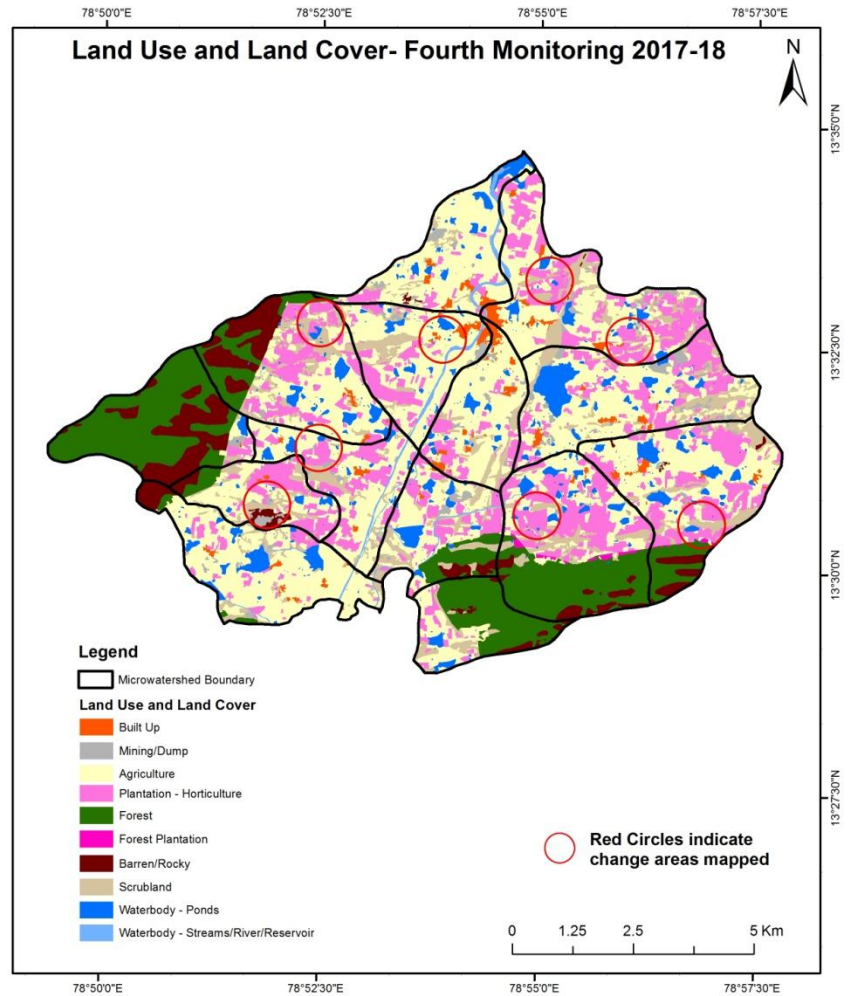 78°50'0"E 78°52'30"E 78°55'0"E 78°57'30"E
Land Use and Land Cover- Fourth Monitoring 2017-18
N
13°35'0"N
13°32'30"N
13°30'0"N
13°27'30"N
Legend
Microwatershed Boundary
Land Use and Land Cover
Built Up
Mining/Dump
Agriculture
Plantation - Horticulture
Forest
Forest Plantation
Barren/Rocky
Scrubland
Waterbody - Ponds
Waterbody - Streams/River/Reservoir
Red Circles indicate
change areas mapped
0 1.25 2.5 5 Km
78°50'0"E 78°52'30"E 78°55'0"E 78°57'30"E